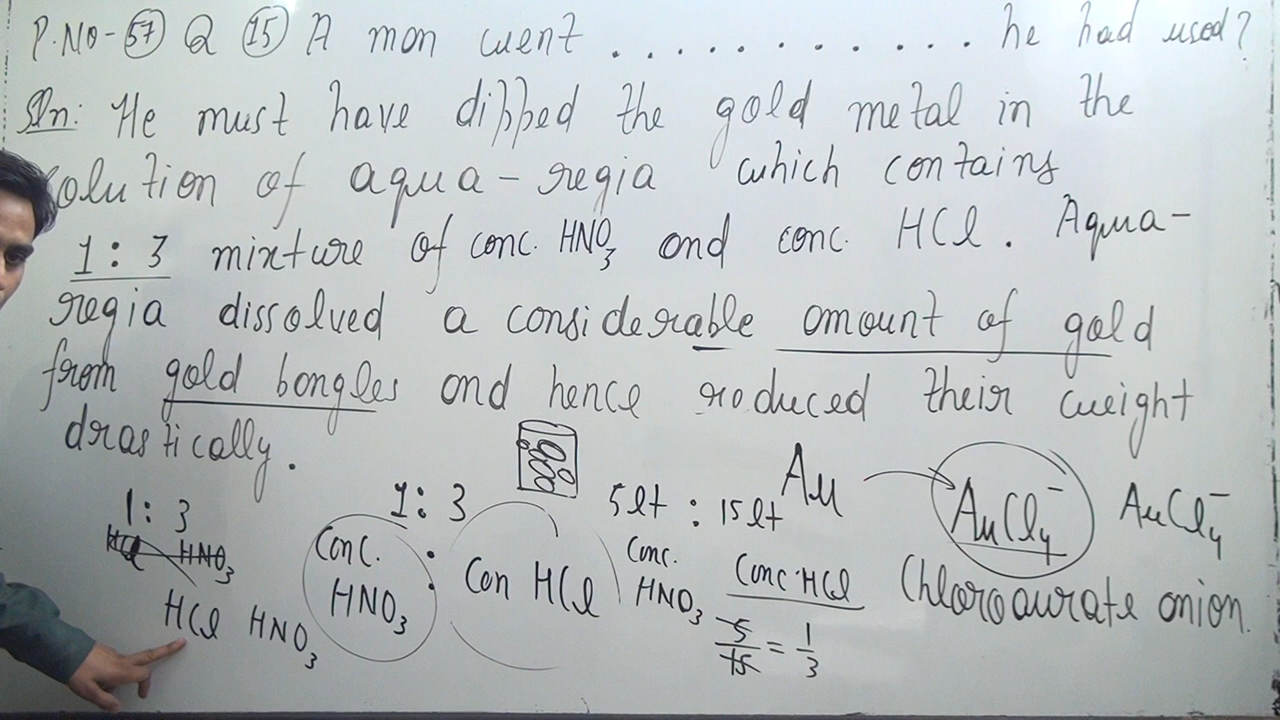 P.NO-57 Q 15 A man went . . . . . . . . . . . . he had used?
Sln: He must have dipped the gold metal in the
solution of aqua-regia which contains
1 : 3 mixture of conc. HNO3 and conc. HCl. Aqua-
regia dissolved a considerable amount of gold
from gold bangles and hence reduced their weight
drastically.
1 : 3
HCl HNO3
HCl HNO3
1 : 3
Conc. HNO3 : Con HCl
5lt : 15lt
Conc. HNO3 Conc. HCl
5/15 = 1/3
Au → AuCl4⁻ AuCl4⁻
Chloroaurate anion.